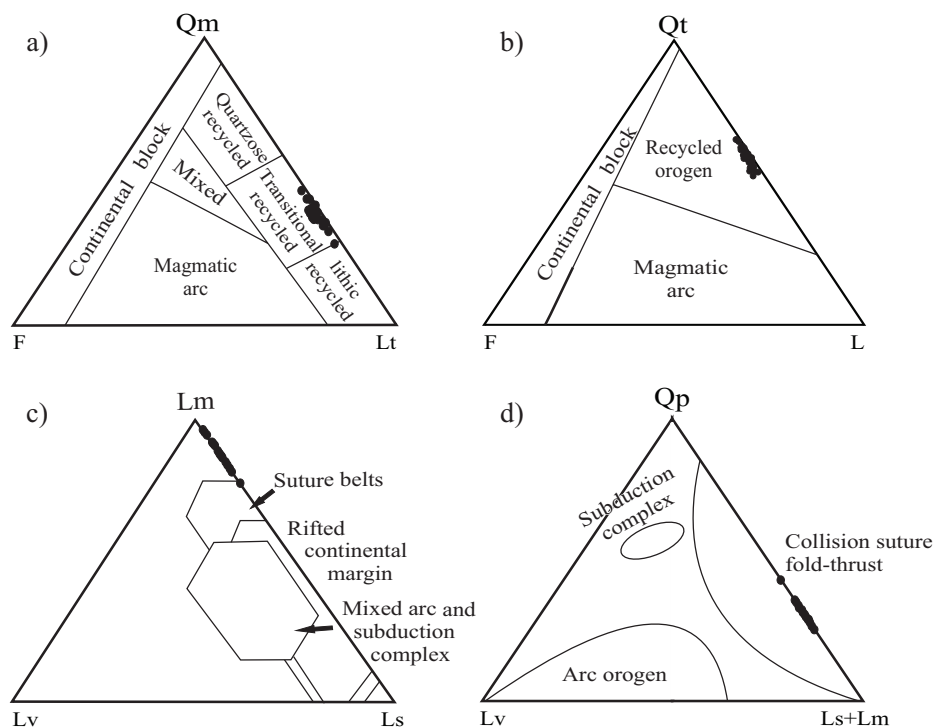 a)
Qm
Continental block
Quartzose
recycled
Mixed
Transitional
recycled
lithic
recycled
Magmatic
arc
F
Lt
b)
Qt
Continental block
Recycled
orogen
Magmatic
arc
F
L
c)
Lm
Suture belts
Rifted
continental
margin
Mixed arc and
subduction
complex
Lv
Ls
d)
Qp
Subduction
complex
Collision suture
fold-thrust
Arc orogen
Lv
Ls+Lm